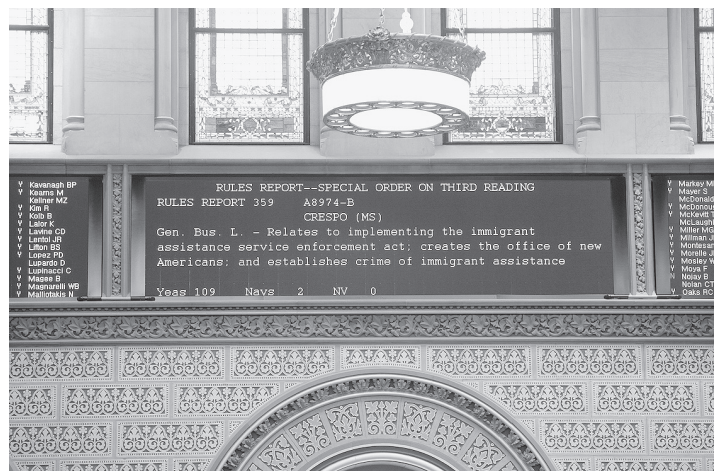 Y Kavanagh BP
Y Kearns M
Kellner MZ
Y Kim R
Y Kolb B
Y Lalor K
Y Lavine CD
Y Lentol JR
Y Lifton BS
Y Lopez PD
Lupardo D
Y Lupinacci C
Y Magee B
Y Magnarelli WB
Y Malliotakis N
RULES REPORT--SPECIAL ORDER ON THIRD READING
RULES REPORT 359 A8974-B
CRESPO (MS)
Gen. Bus. L. - Relates to implementing the immigrant
assistance service enforcement act; creates the office of new
Americans; and establishes crime of immigrant assistance
Yeas 109 Nays 2 NV 0
Y Markey M
Y Mayer S
McDonald
Y McDonou
Y McKevitt T
McLaughl
Y Miller MG
Y Millman J
Y Montesan
Y Morelle J
Y Mosley W
Y Moya F
N Nojay B
Nolan CT
Y Oaks RC